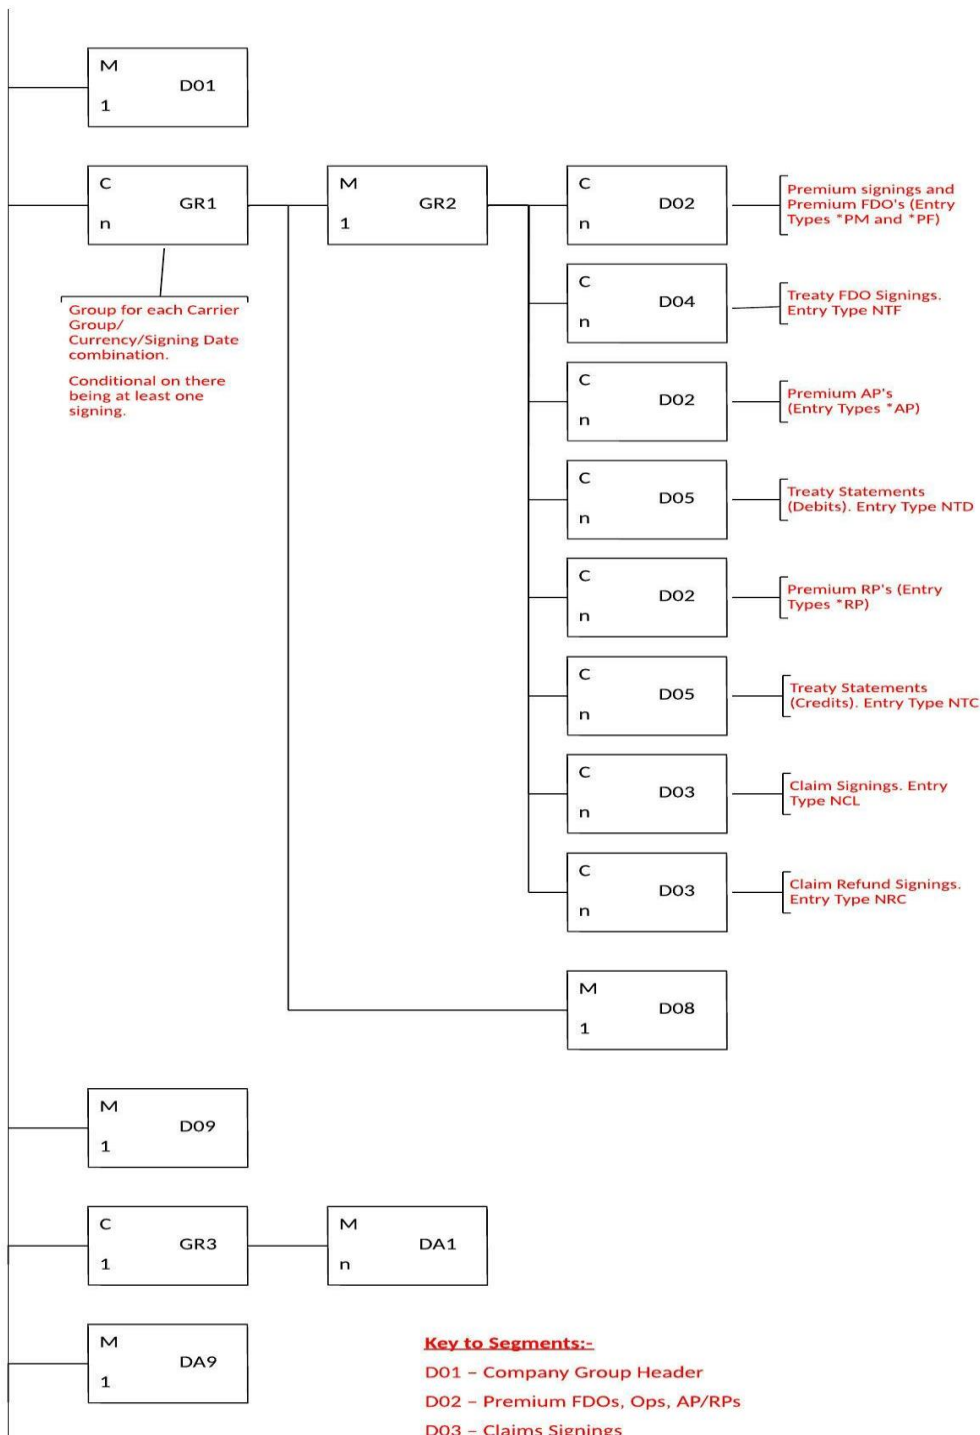 M
D01
1
C
GR1
n
M
GR2
1
C
D02
n
Premium signings and
Premium FDO's (Entry
Types *PM and *PF)
Group for each Carrier
Group/
Currency/Signing Date
combination.
Conditional on there
being at least one
signing.
C
D04
n
Treaty FDO Signings.
Entry Type NTF
C
D02
n
Premium AP's
(Entry Types *AP)
C
D05
n
Treaty Statements
(Debits). Entry Type NTD
C
D02
n
Premium RP's (Entry
Types *RP)
C
D05
n
Treaty Statements
(Credits). Entry Type NTC
C
D03
n
Claim Signings. Entry
Type NCL
C
D03
n
Claim Refund Signings.
Entry Type NRC
M
D08
1
M
D09
1
C
GR3
1
M
DA1
n
M
DA9
1
Key to Segments:-
D01 – Company Group Header
D02 – Premium FDOs, Ops, AP/RPs
D03 – Claims Signings